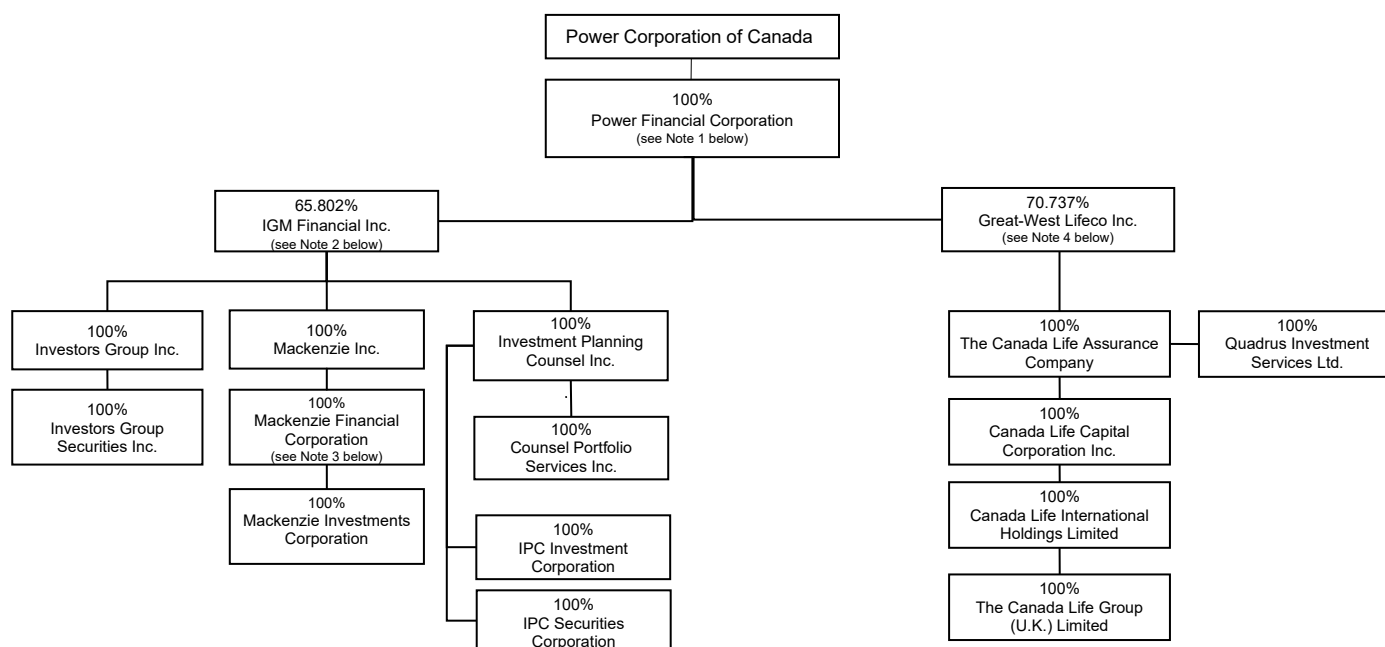 Power Corporation of Canada
100%
Power Financial Corporation
(see Note 1 below)
65.802%
IGM Financial Inc.
(see Note 2 below)
70.737%
Great-West Lifeco Inc.
(see Note 4 below)
100%
Investors Group Inc.
100%
Mackenzie Inc.
100%
Investment Planning
Counsel Inc.
100%
The Canada Life Assurance
Company
100%
Quadrus Investment
Services Ltd.
100%
Investors Group
Securities Inc.
100%
Mackenzie Financial
Corporation
(see Note 3 below)
100%
Counsel Portfolio
Services Inc.
100%
Canada Life Capital
Corporation Inc.
100%
Mackenzie Investments
Corporation
100%
IPC Investment
Corporation
100%
Canada Life International
Holdings Limited
100%
IPC Securities
Corporation
100%
The Canada Life Group
(U.K.) Limited